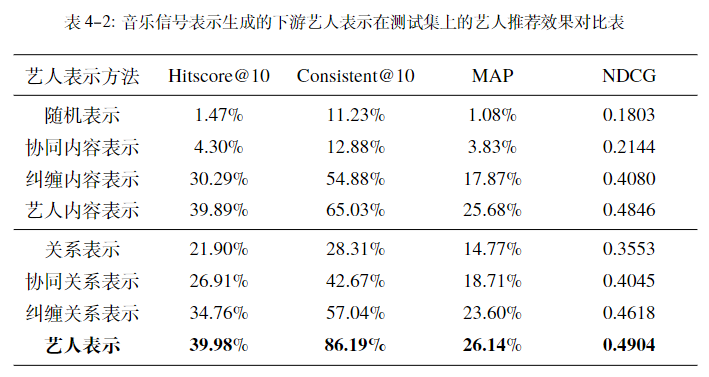 表 4-2: 音乐信号表示生成的下游艺人表示在测试集上的艺人推荐效果对比表
艺人表示方法 Hitscore@10 Consistent@10 MAP NDCG
随机表示 1.47% 11.23% 1.08% 0.1803
协同内容表示 4.30% 12.88% 3.83% 0.2144
纠缠内容表示 30.29% 54.88% 17.87% 0.4080
艺人内容表示 39.89% 65.03% 25.68% 0.4846
关系表示 21.90% 28.31% 14.77% 0.3553
协同关系表示 26.91% 42.67% 18.71% 0.4045
纠缠关系表示 34.76% 57.04% 23.60% 0.4618
艺人表示 39.98% 86.19% 26.14% 0.4904